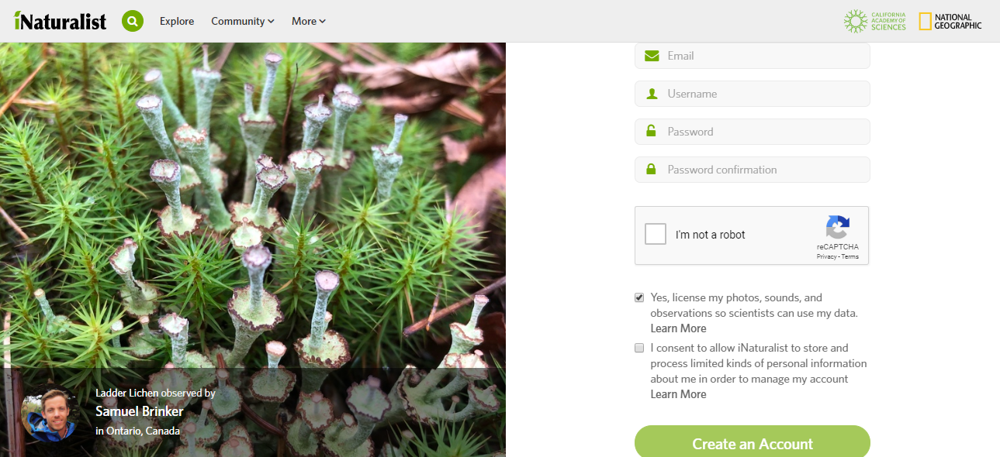 iNaturalist
Explore
Community
More
CALIFORNIA
ACADEMY OF
SCIENCES
NATIONAL
GEOGRAPHIC
Ladder Lichen observed by
Samuel Brinker
in Ontario, Canada
Email
Username
Password
Password confirmation
I'm not a robot
reCAPTCHA
Privacy - Terms
Yes, license my photos, sounds, and
observations so scientists can use my data.
Learn More
I consent to allow iNaturalist to store and
process limited kinds of personal information
about me in order to manage my account
Learn More
Create an Account